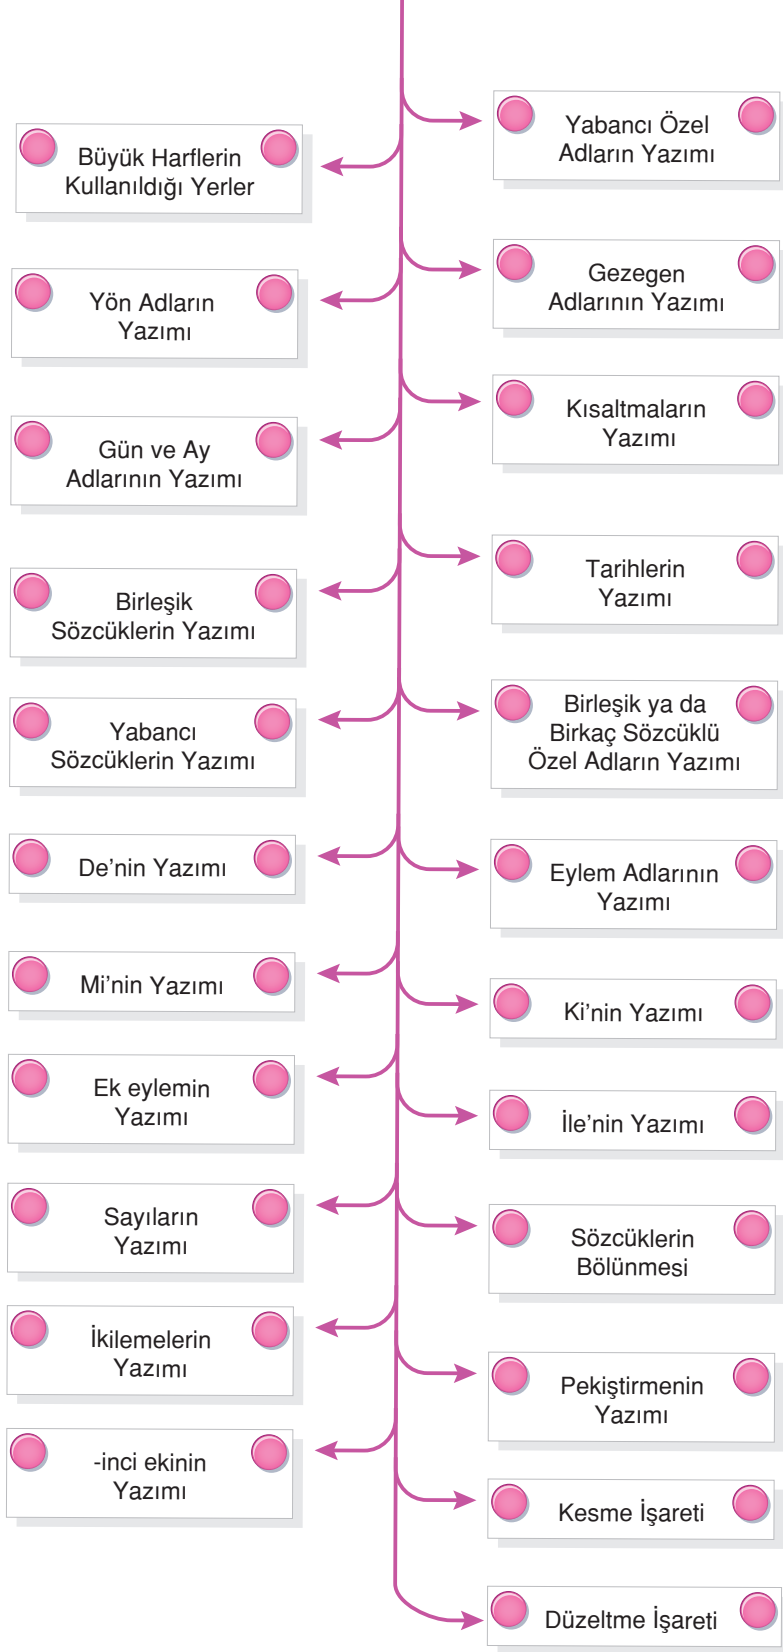 Büyük Harflerin
Kullanıldığı Yerler
Yön Adların
Yazımı
Gün ve Ay
Adlarının Yazımı
Birleşik
Sözcüklerin Yazımı
Yabancı
Sözcüklerin Yazımı
De’nin Yazımı
Mi’nin Yazımı
Ek eylemin
Yazımı
Sayıların
Yazımı
İkilemelerin
Yazımı
-inci ekinin
Yazımı
Yabancı Özel
Adların Yazımı
Gezegen
Adlarının Yazımı
Kısaltmaların
Yazımı
Tarihlerin
Yazımı
Birleşik ya da
Birkaç Sözcüklü
Özel Adların Yazımı
Eylem Adlarının
Yazımı
Ki’nin Yazımı
İle’nin Yazımı
Sözcüklerin
Bölünmesi
Pekiştirmenin
Yazımı
Kesme İşareti
Düzeltme İşareti